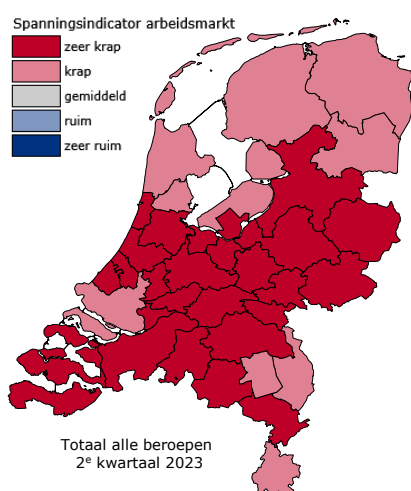 Spanningsindicator arbeidsmarkt
zeer krap
krap
gemiddeld
ruim
zeer ruim
Totaal alle beroepen
2e kwartaal 2023